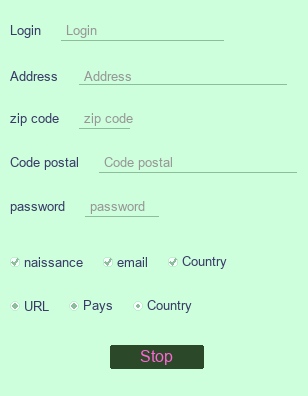 Login Login
Address Address
zip code zip code
Code postal Code postal
password password
naissance email Country
URL Pays Country
Stop